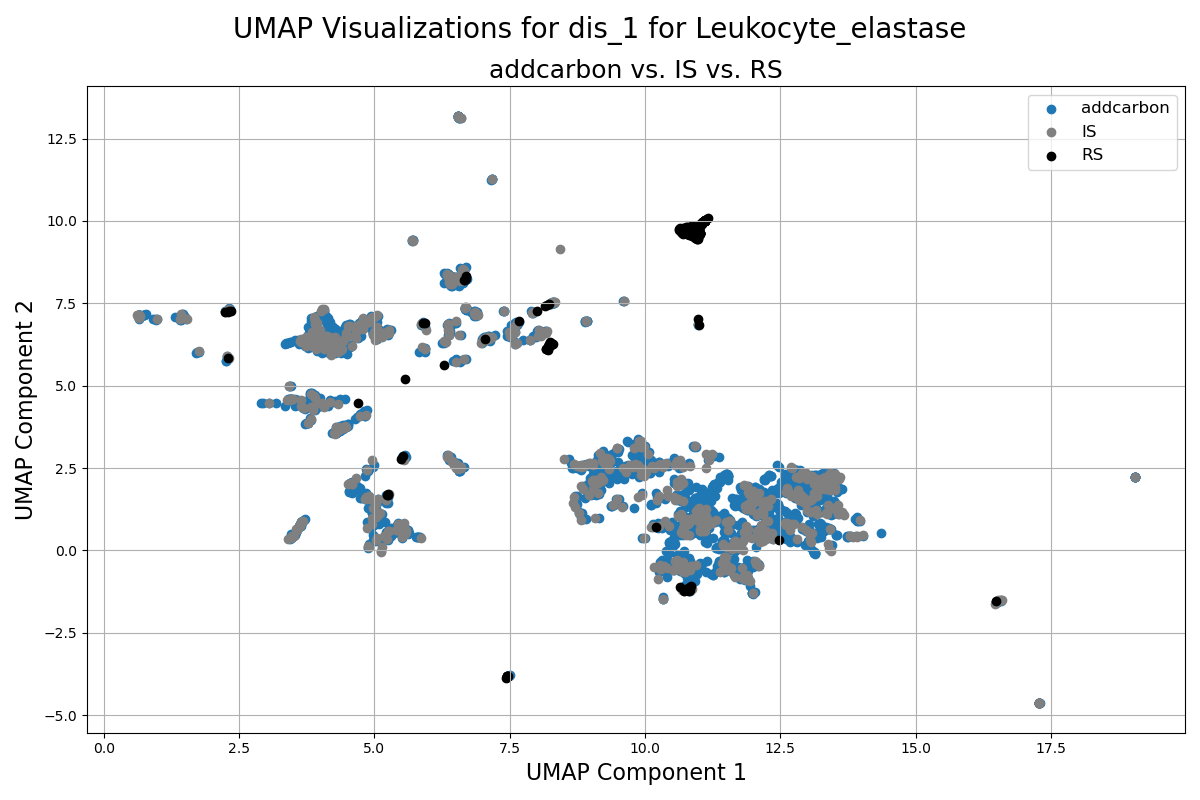 UMAP Visualizations for dis_1 for Leukocyte_elastase
addcarbon vs. IS vs. RS
addcarbon
IS
RS
UMAP Component 2
12.5
10.0
7.5
5.0
2.5
0.0
−2.5
−5.0
0.0 2.5 5.0 7.5 10.0 12.5 15.0 17.5
UMAP Component 1